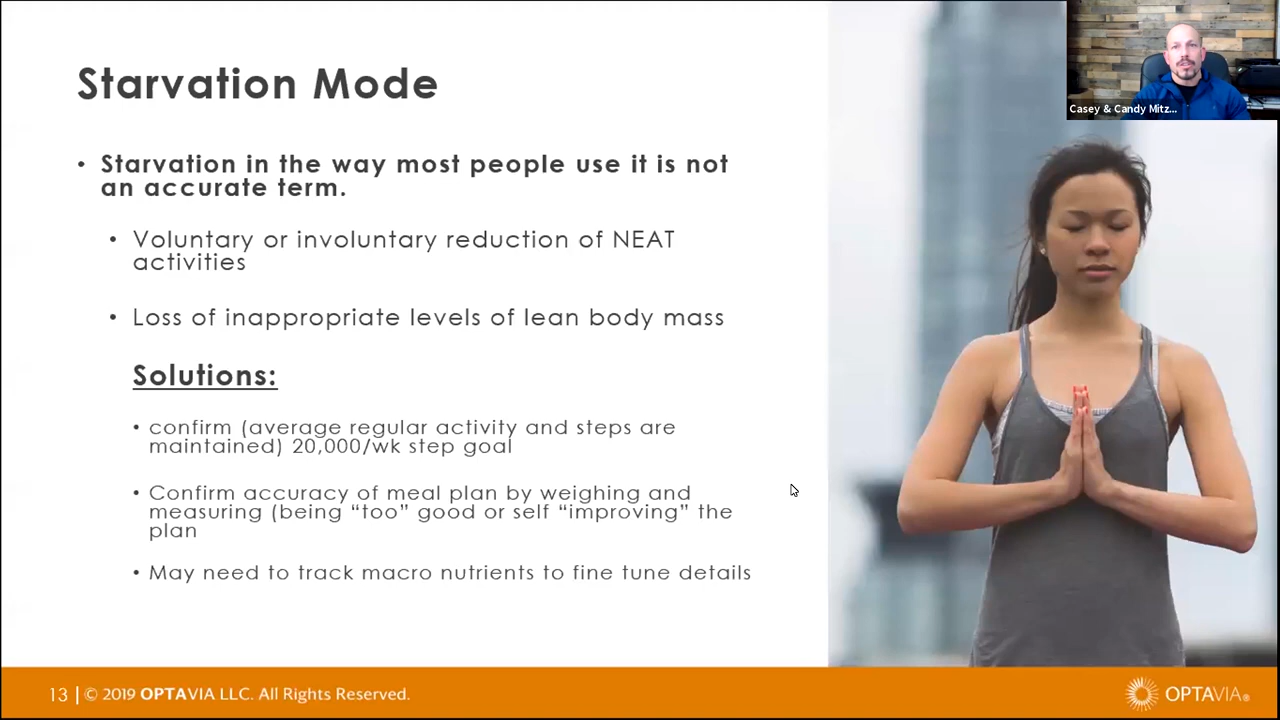 Starvation Mode
Casey & Candy Mitz...
• Starvation in the way most people use it is not
an accurate term.
• Voluntary or involuntary reduction of NEAT
activities
• Loss of inappropriate levels of lean body mass
Solutions:
• confirm (average regular activity and steps are
maintained) 20,000/wk step goal
• Confirm accuracy of meal plan by weighing and
measuring (being “too” good or self “improving” the
plan
• May need to track macro nutrients to fine tune details
13 | © 2019 OPTAVIA LLC. All Rights Reserved.
OPTAVIA®